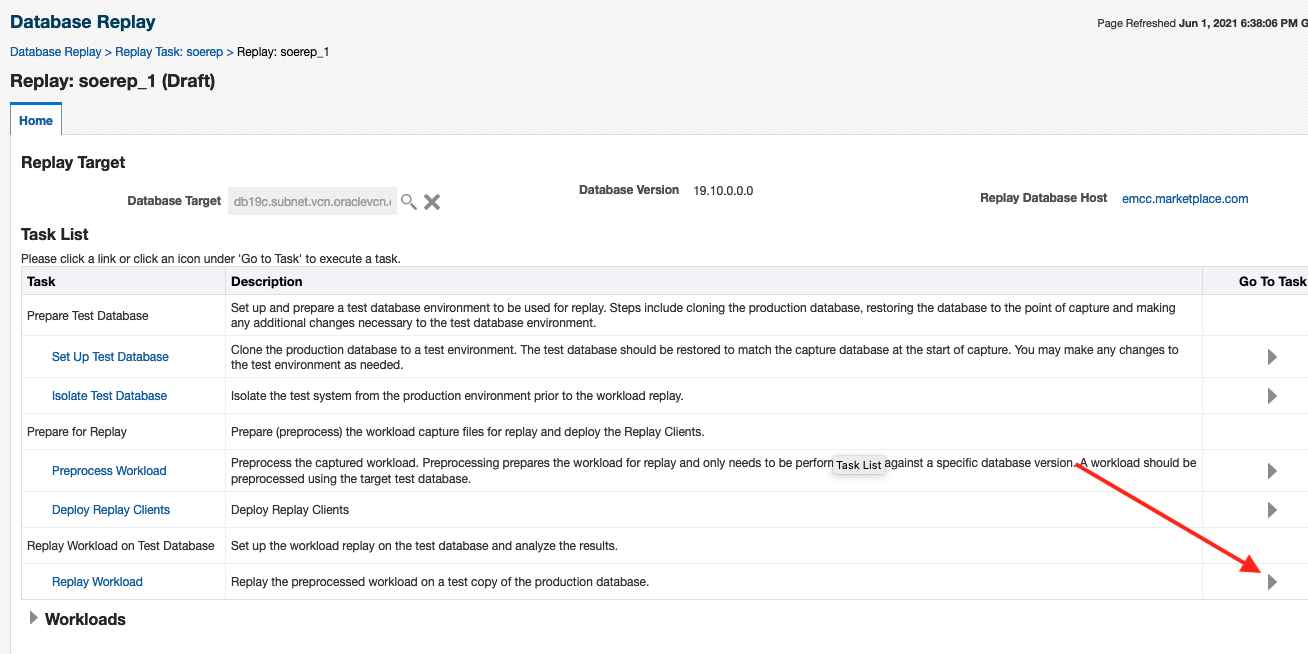 Database Replay
Page Refreshed Jun 1, 2021 6:38:06 PM G
Database Replay > Replay Task: soerep > Replay: soerep_1
Replay: soerep_1 (Draft)
Home
Replay Target
Database Target db19c.subnet.vcn.oraclevcn.
Database Version 19.10.0.0.0
Replay Database Host emcc.marketplace.com
Task List
Please click a link or click an icon under 'Go to Task' to execute a task.
Task Description Go To Task
Prepare Test Database
Set up and prepare a test database environment to be used for replay. Steps include cloning the production database, restoring the database to the point of capture and making
any additional changes necessary to the test database environment.
Set Up Test Database
Clone the production database to a test environment. The test database should be restored to match the capture database at the start of capture. You may make any changes to
the test environment as needed.
Isolate Test Database
Isolate the test system from the production environment prior to the workload replay.
Prepare for Replay
Prepare (preprocess) the workload capture files for replay and deploy the Replay Clients.
Preprocess Workload
Preprocess the captured workload. Preprocessing prepares the workload for replay and only needs to be perforn Task List against a specific database version. A workload should be
preprocessed using the target test database.
Deploy Replay Clients
Deploy Replay Clients
Replay Workload on Test Database
Set up the workload replay on the test database and analyze the results.
Replay Workload
Replay the preprocessed workload on a test copy of the production database.
Workloads